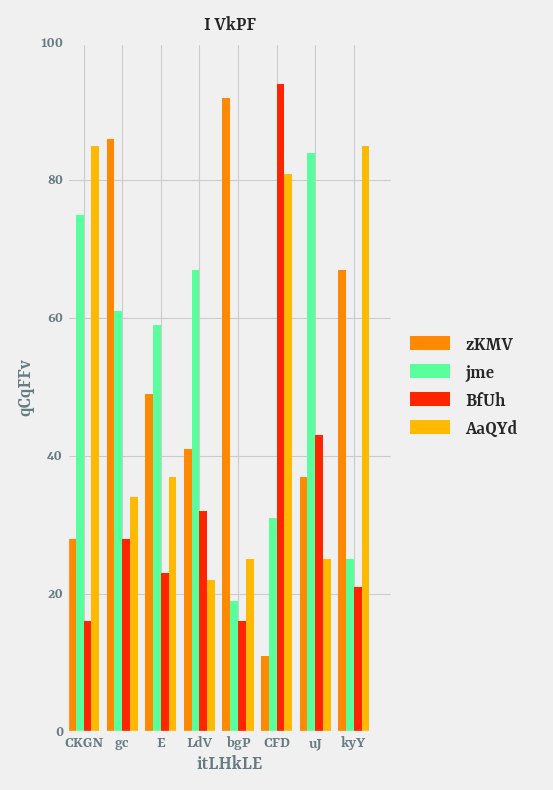 I VkPF
100
80
60
40
20
0
qCqFFv
CKGN gc E LdV bgP CFD uJ kyY
itLHkLE
zKMV
jme
BfUh
AaQYd